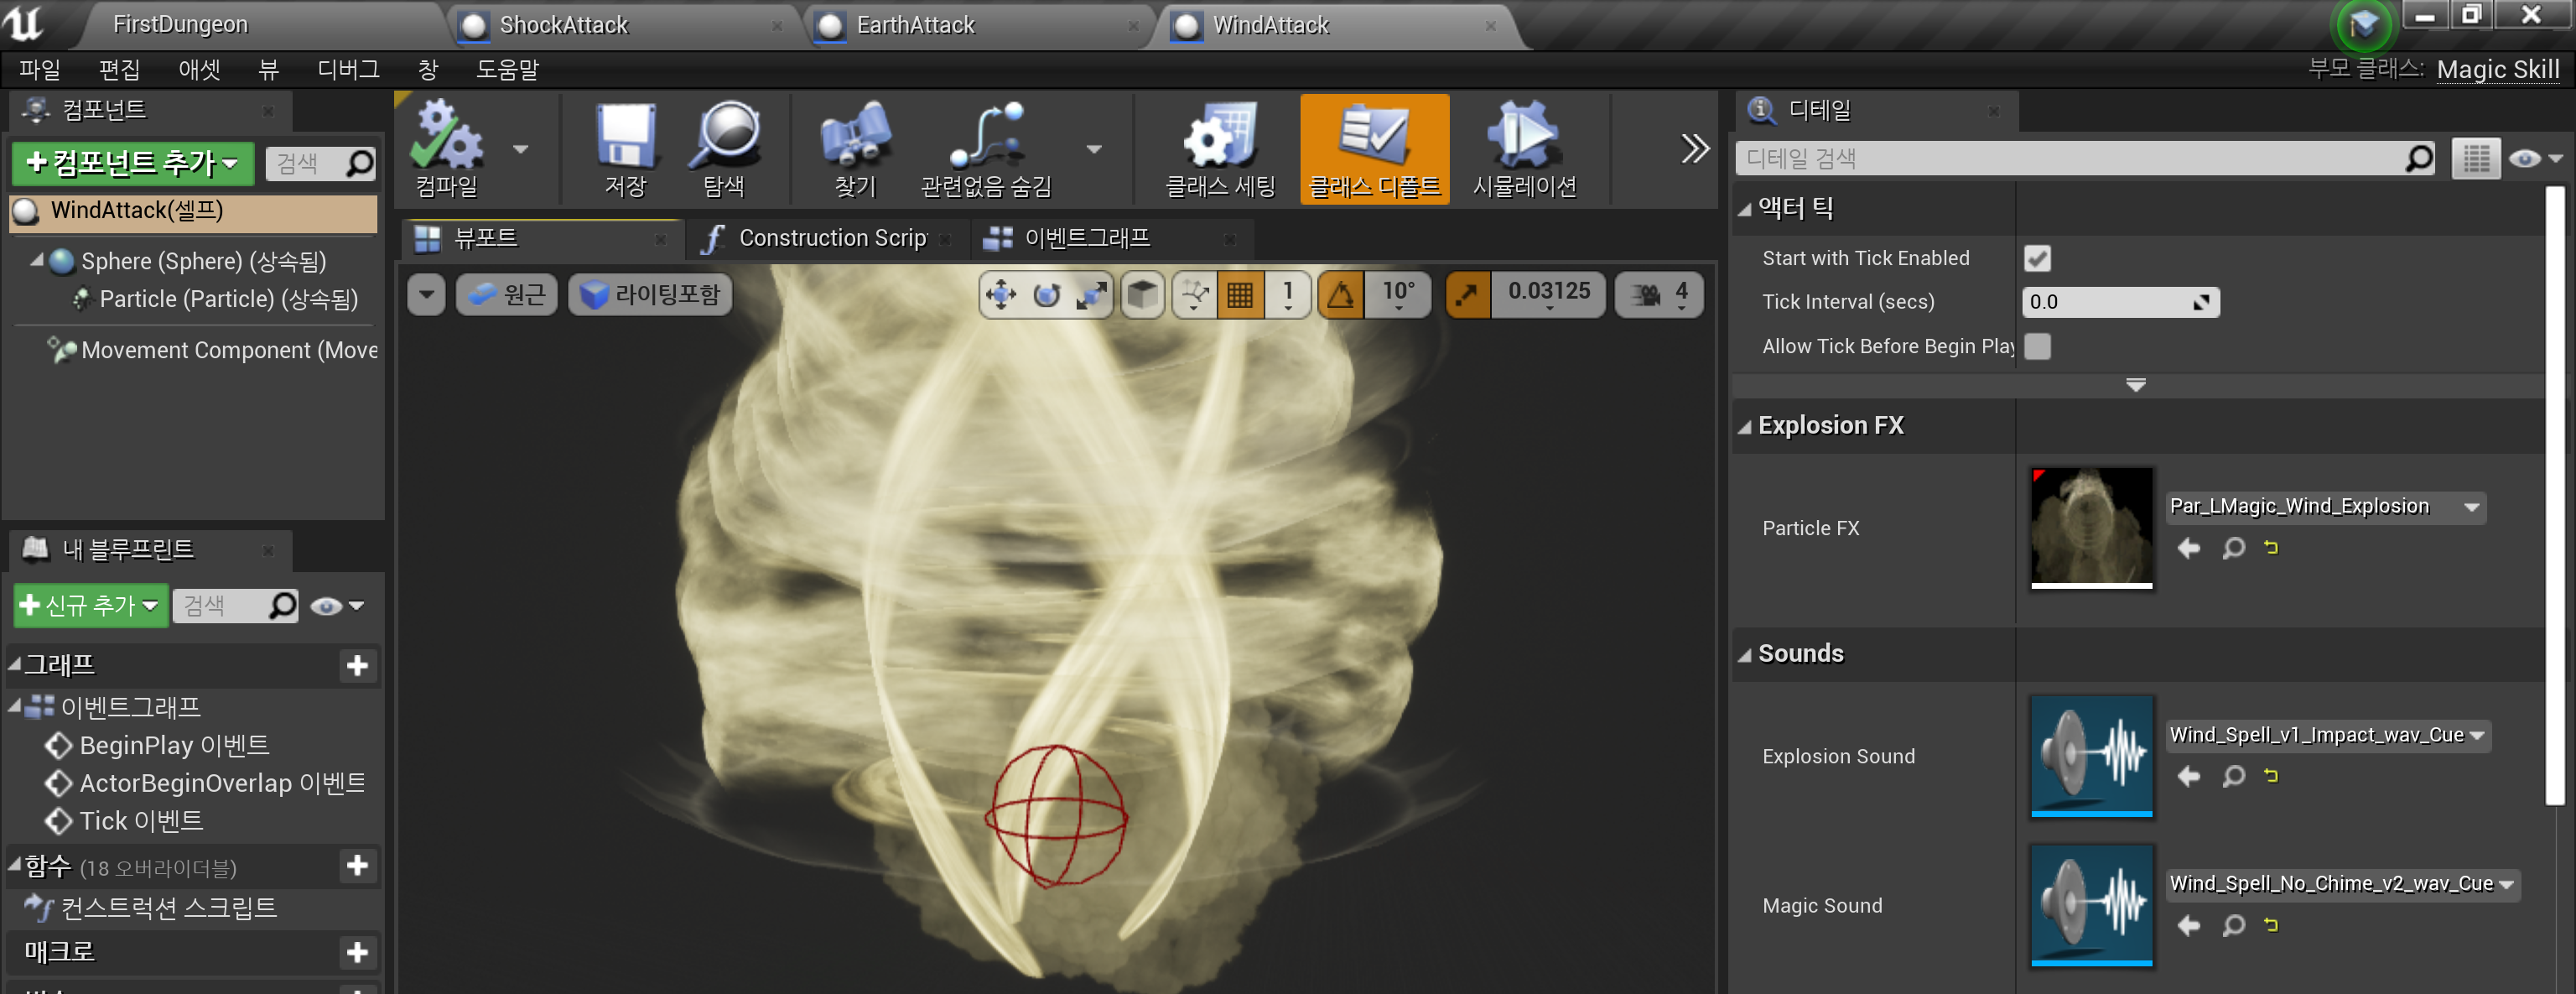 FirstDungeon
ShockAttack
EarthAttack
WindAttack
파일 편집 애셋 뷰 디버그 창 도움말
부모 클래스: Magic Skill
컴포넌트
+컴포넌트 추가
검색
WindAttack(셀프)
Sphere (Sphere) (상속됨)
Particle (Particle) (상속됨)
Movement Component (Move
내 블루프린트
+신규 추가
검색
그래프
이벤트그래프
BeginPlay 이벤트
ActorBeginOverlap 이벤트
Tick 이벤트
함수 (18 오버라이더블)
컨스트럭션 스크립트
매크로
컴파일
저장
탐색
찾기
관련없음 숨김
클래스 세팅
클래스 디폴트
시뮬레이션
뷰포트
Construction Scrip
이벤트그래프
원근
라이팅포함
1
10°
0.03125
4
디테일
디테일 검색
액터 틱
Start with Tick Enabled
Tick Interval (secs)
0.0
Allow Tick Before Begin Play
Explosion FX
Particle FX
Par_LMagic_Wind_Explosion
Sounds
Explosion Sound
Wind_Spell_v1_Impact_wav_Cue
Magic Sound
Wind_Spell_No_Chime_v2_wav_Cue